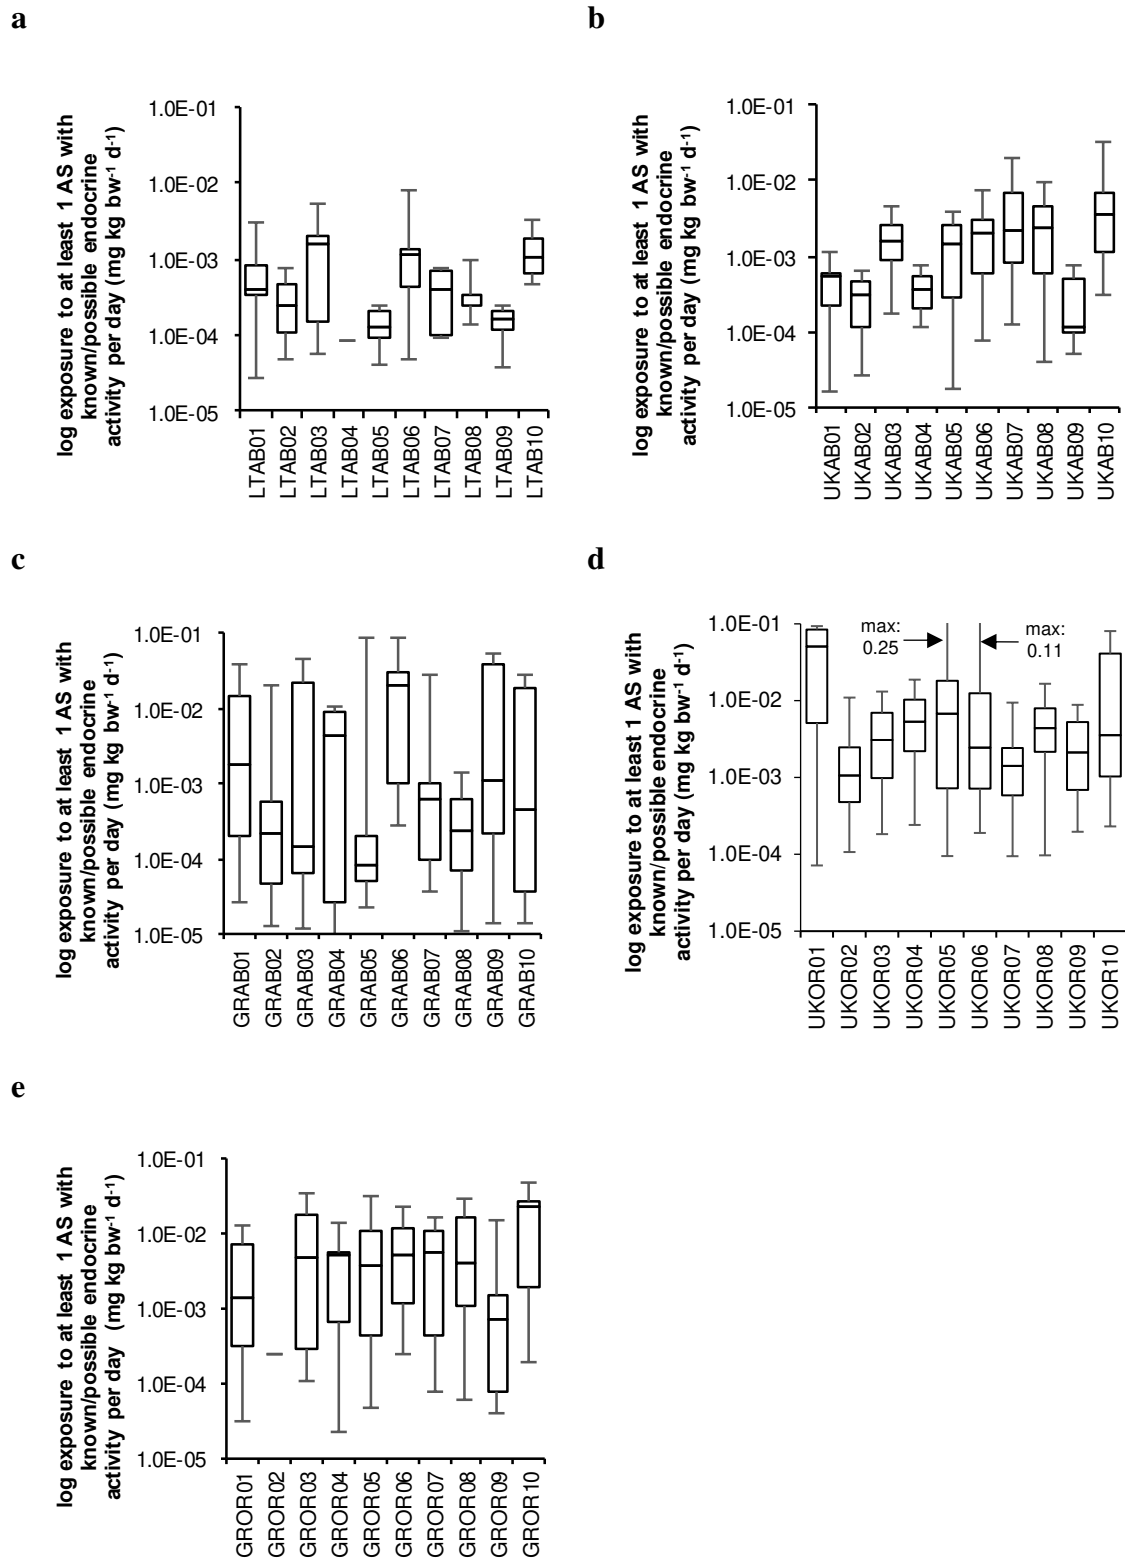 a
log exposure to at least 1 AS with
known/possible endocrine
activity per day (mg kg bw-1 d-1)
1.0E-01
1.0E-02
1.0E-03
1.0E-04
1.0E-05
LTAB01
LTAB02
LTAB03
LTAB04
LTAB05
LTAB06
LTAB07
LTAB08
LTAB09
LTAB10
b
log exposure to at least 1 AS with
known/possible endocrine
activity per day (mg kg bw-1 d-1)
1.0E-01
1.0E-02
1.0E-03
1.0E-04
1.0E-05
UKAB01
UKAB02
UKAB03
UKAB04
UKAB05
UKAB06
UKAB07
UKAB08
UKAB09
UKAB10
c
log exposure to at least 1 AS with
known/possible endocrine
activity per day (mg kg bw-1 d-1)
1.0E-01
1.0E-02
1.0E-03
1.0E-04
1.0E-05
GRAB01
GRAB02
GRAB03
GRAB04
GRAB05
GRAB06
GRAB07
GRAB08
GRAB09
GRAB10
d
log exposure to at least 1 AS with
known/possible endocrine
activity per day (mg kg bw-1 d-1)
1.0E-01
1.0E-02
1.0E-03
1.0E-04
1.0E-05
max:
0.25
max:
0.11
UKOR01
UKOR02
UKOR03
UKOR04
UKOR05
UKOR06
UKOR07
UKOR08
UKOR09
UKOR10
e
log exposure to at least 1 AS with
known/possible endocrine
activity per day (mg kg bw-1 d-1)
1.0E-01
1.0E-02
1.0E-03
1.0E-04
1.0E-05
GROR01
GROR02
GROR03
GROR04
GROR05
GROR06
GROR07
GROR08
GROR09
GROR10